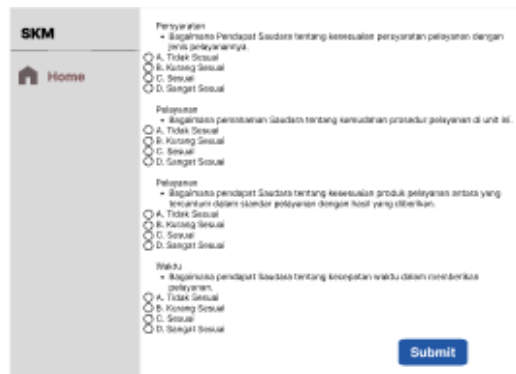 SKM
Home
Persyaratan
• Bagaimana Pendapat Saudara tentang kesesuaian persyaratan pelayanan dengan
jenis pelayanannya.
A. Tidak Sesuai
B. Kurang Sesuai
C. Sesuai
D. Sangat Sesuai
Pelayanan
• Bagaimana pemahaman Saudara tentang kemudahan prosedur pelayanan di unit ini.
A. Tidak Sesuai
B. Kurang Sesuai
C. Sesuai
D. Sangat Sesuai
Pelayanan
• Bagaimana pendapat Saudara tentang kesesuaian produk pelayanan antara yang
tercantum dalam standar pelayanan dengan hasil yang diberikan.
A. Tidak Sesuai
B. Kurang Sesuai
C. Sesuai
D. Sangat Sesuai
Waktu
• Bagaimana pendapat Saudara tentang kecepatan waktu dalam memberikan
pelayanan.
A. Tidak Sesuai
B. Kurang Sesuai
C. Sesuai
D. Sangat Sesuai
Submit